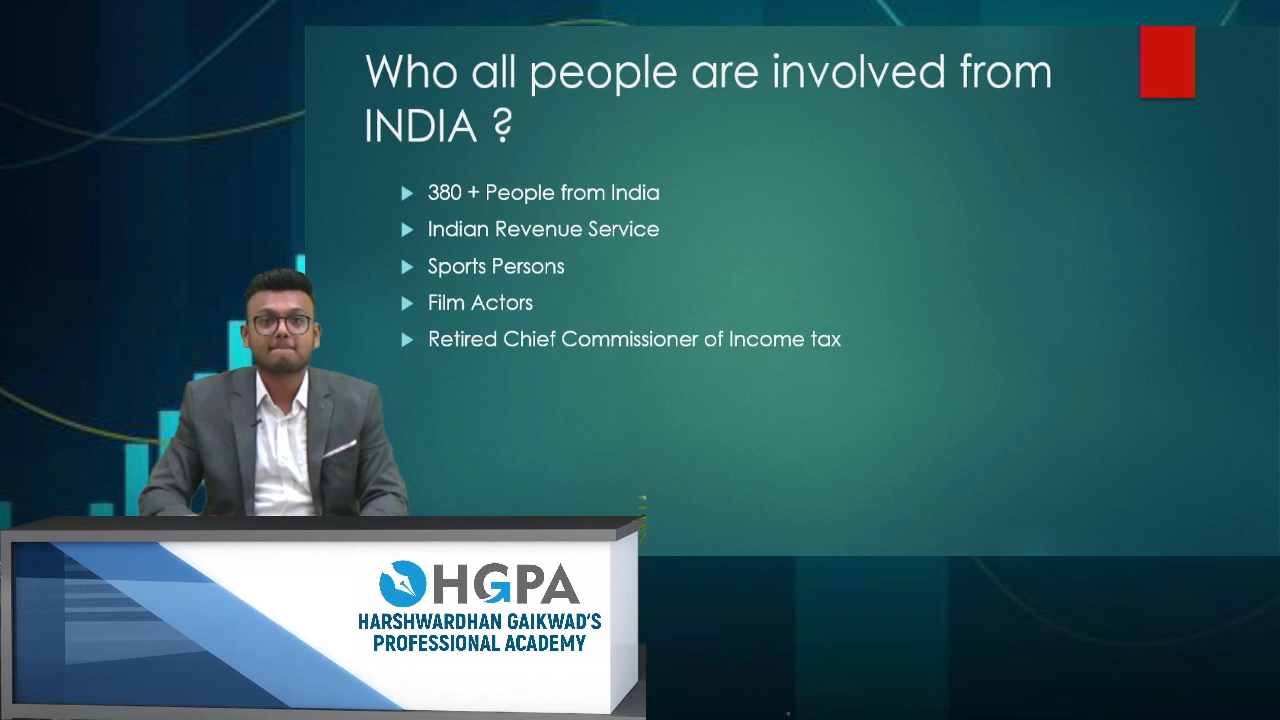 Who all people are involved from
INDIA ?
380 + People from India
Indian Revenue Service
Sports Persons
Film Actors
Retired Chief Commissioner of Income tax
HGPA
HARSHWARDHAN GAIKWAD'S
PROFESSIONAL ACADEMY